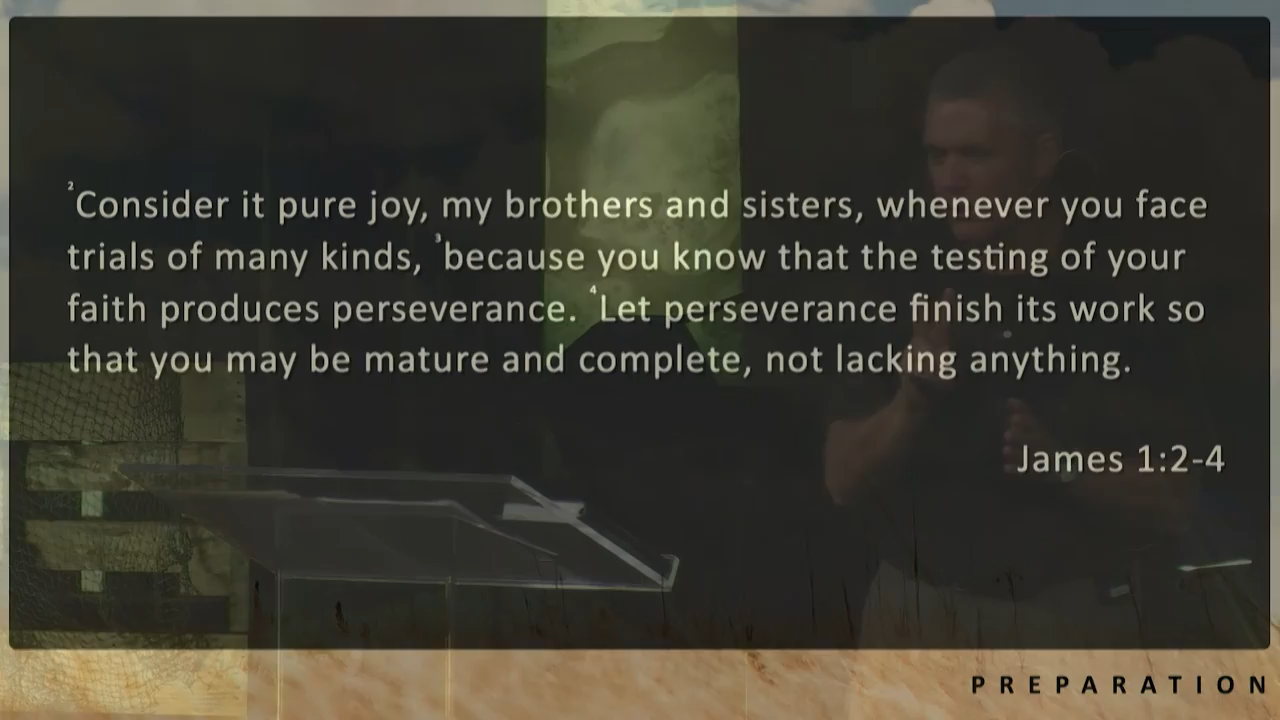 ²Consider it pure joy, my brothers and sisters, whenever you face
trials of many kinds, ³because you know that the testing of your
faith produces perseverance. ⁴Let perseverance finish its work so
that you may be mature and complete, not lacking anything.
James 1:2-4
PREPARATION